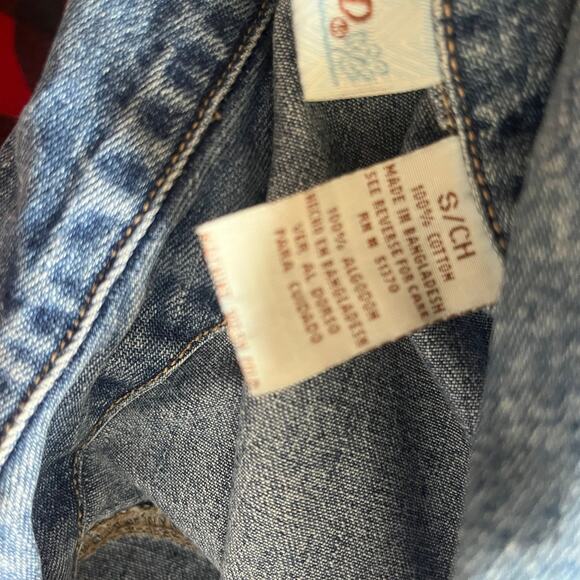 D
S/CH
100% COTTON
MADE IN BANGLADESH
SEE REVERSE FOR CARE
RN # 51270
100% ALGODON
HECHO EN BANGLADESH
VER AL DORSO
PARA CUIDADO